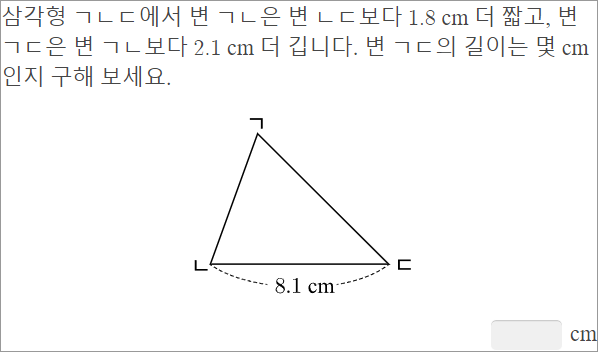 삼각형 ㄱㄴㄷ에서 변 ㄱㄴ은 변 ㄴㄷ보다 1.8 cm 더 짧고, 변
ㄱㄷ은 변 ㄱㄴ보다 2.1 cm 더 깁니다. 변 ㄱㄷ의 길이는 몇 cm
인지 구해 보세요.
ㄱ
ㄴ
ㄷ
8.1 cm
cm